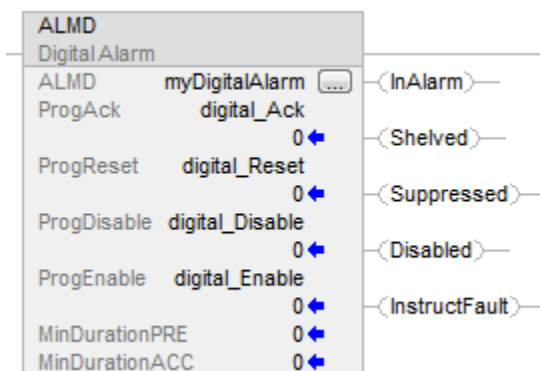 ALMD
Digital Alarm
ALMD myDigitalAlarm ... InAlarm
ProgAck digital_Ack
0 Shelved
ProgReset digital_Reset
0 Suppressed
ProgDisable digital_Disable
0 Disabled
ProgEnable digital_Enable
0 InstructFault
MinDurationPRE 0
MinDurationACC 0